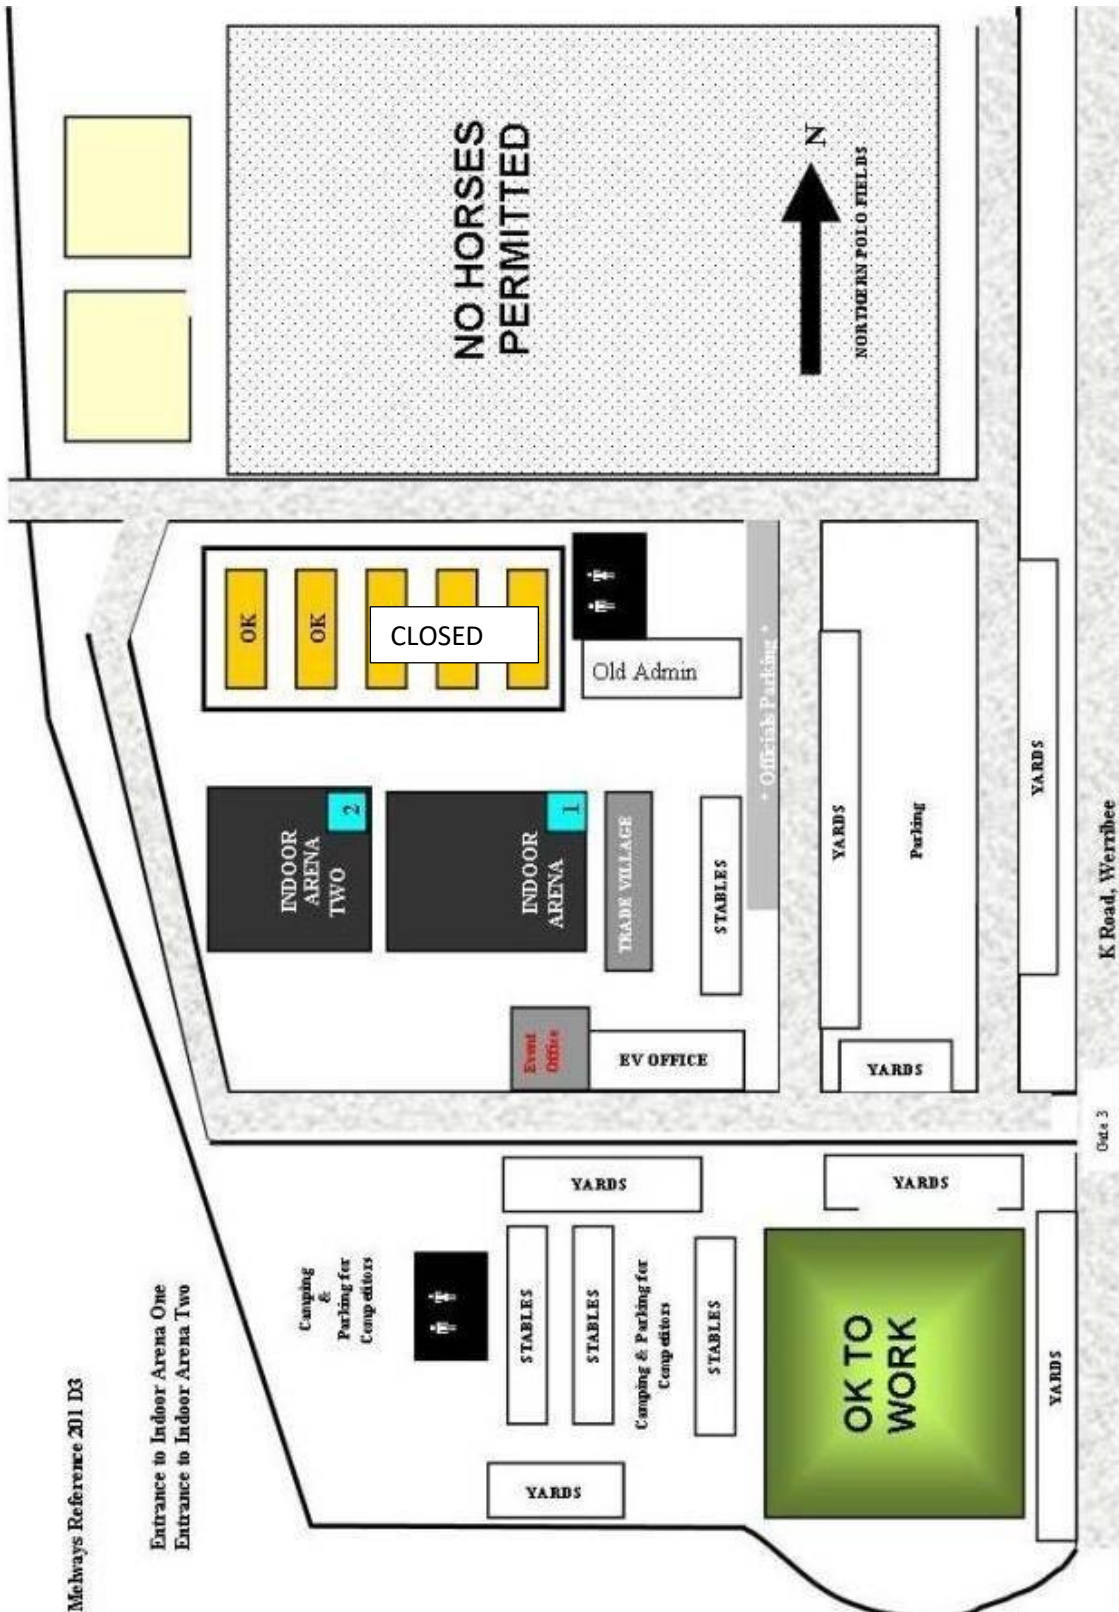 Melways Reference 201 D3
Entrance to Indoor Arena One
Entrance to Indoor Arena Two
NO HORSES
PERMITTED
N
NORTHERN POLO FIELDS
OK
OK
CLOSED
Old Admin
* Officials Parking *
INDOOR
ARENA
TWO
2
INDOOR
ARENA
1
TRADE VILLAGE
STABLES
YARDS
Parking
YARDS
K Road, Werribee
Event
Office
EV OFFICE
YARDS
Gate 3
YARDS
YARDS
Camping
&
Parking for
Competitors
STABLES
STABLES
Camping & Parking for
Competitors
STABLES
YARDS
OK TO
WORK
YARDS